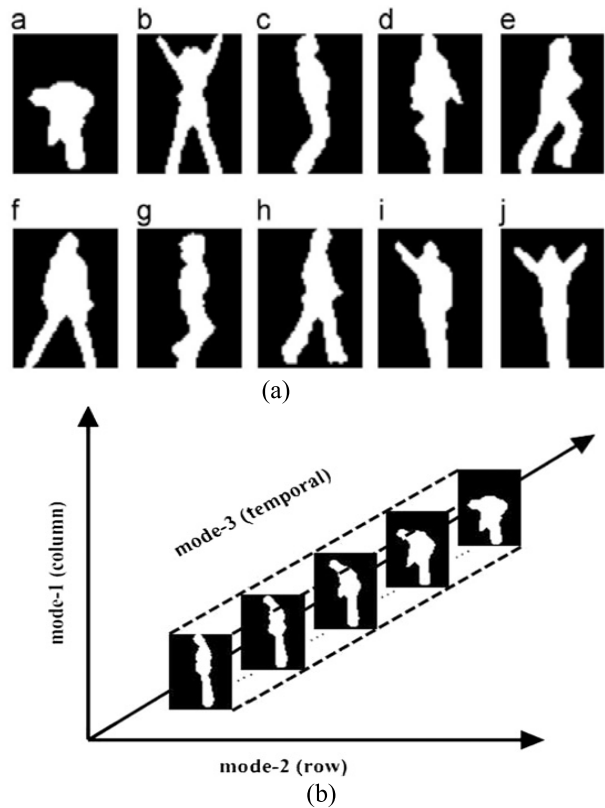 a b c d e
f g h i j
(a)
mode-3 (temporal)
mode-1 (column)
mode-2 (row)
(b)